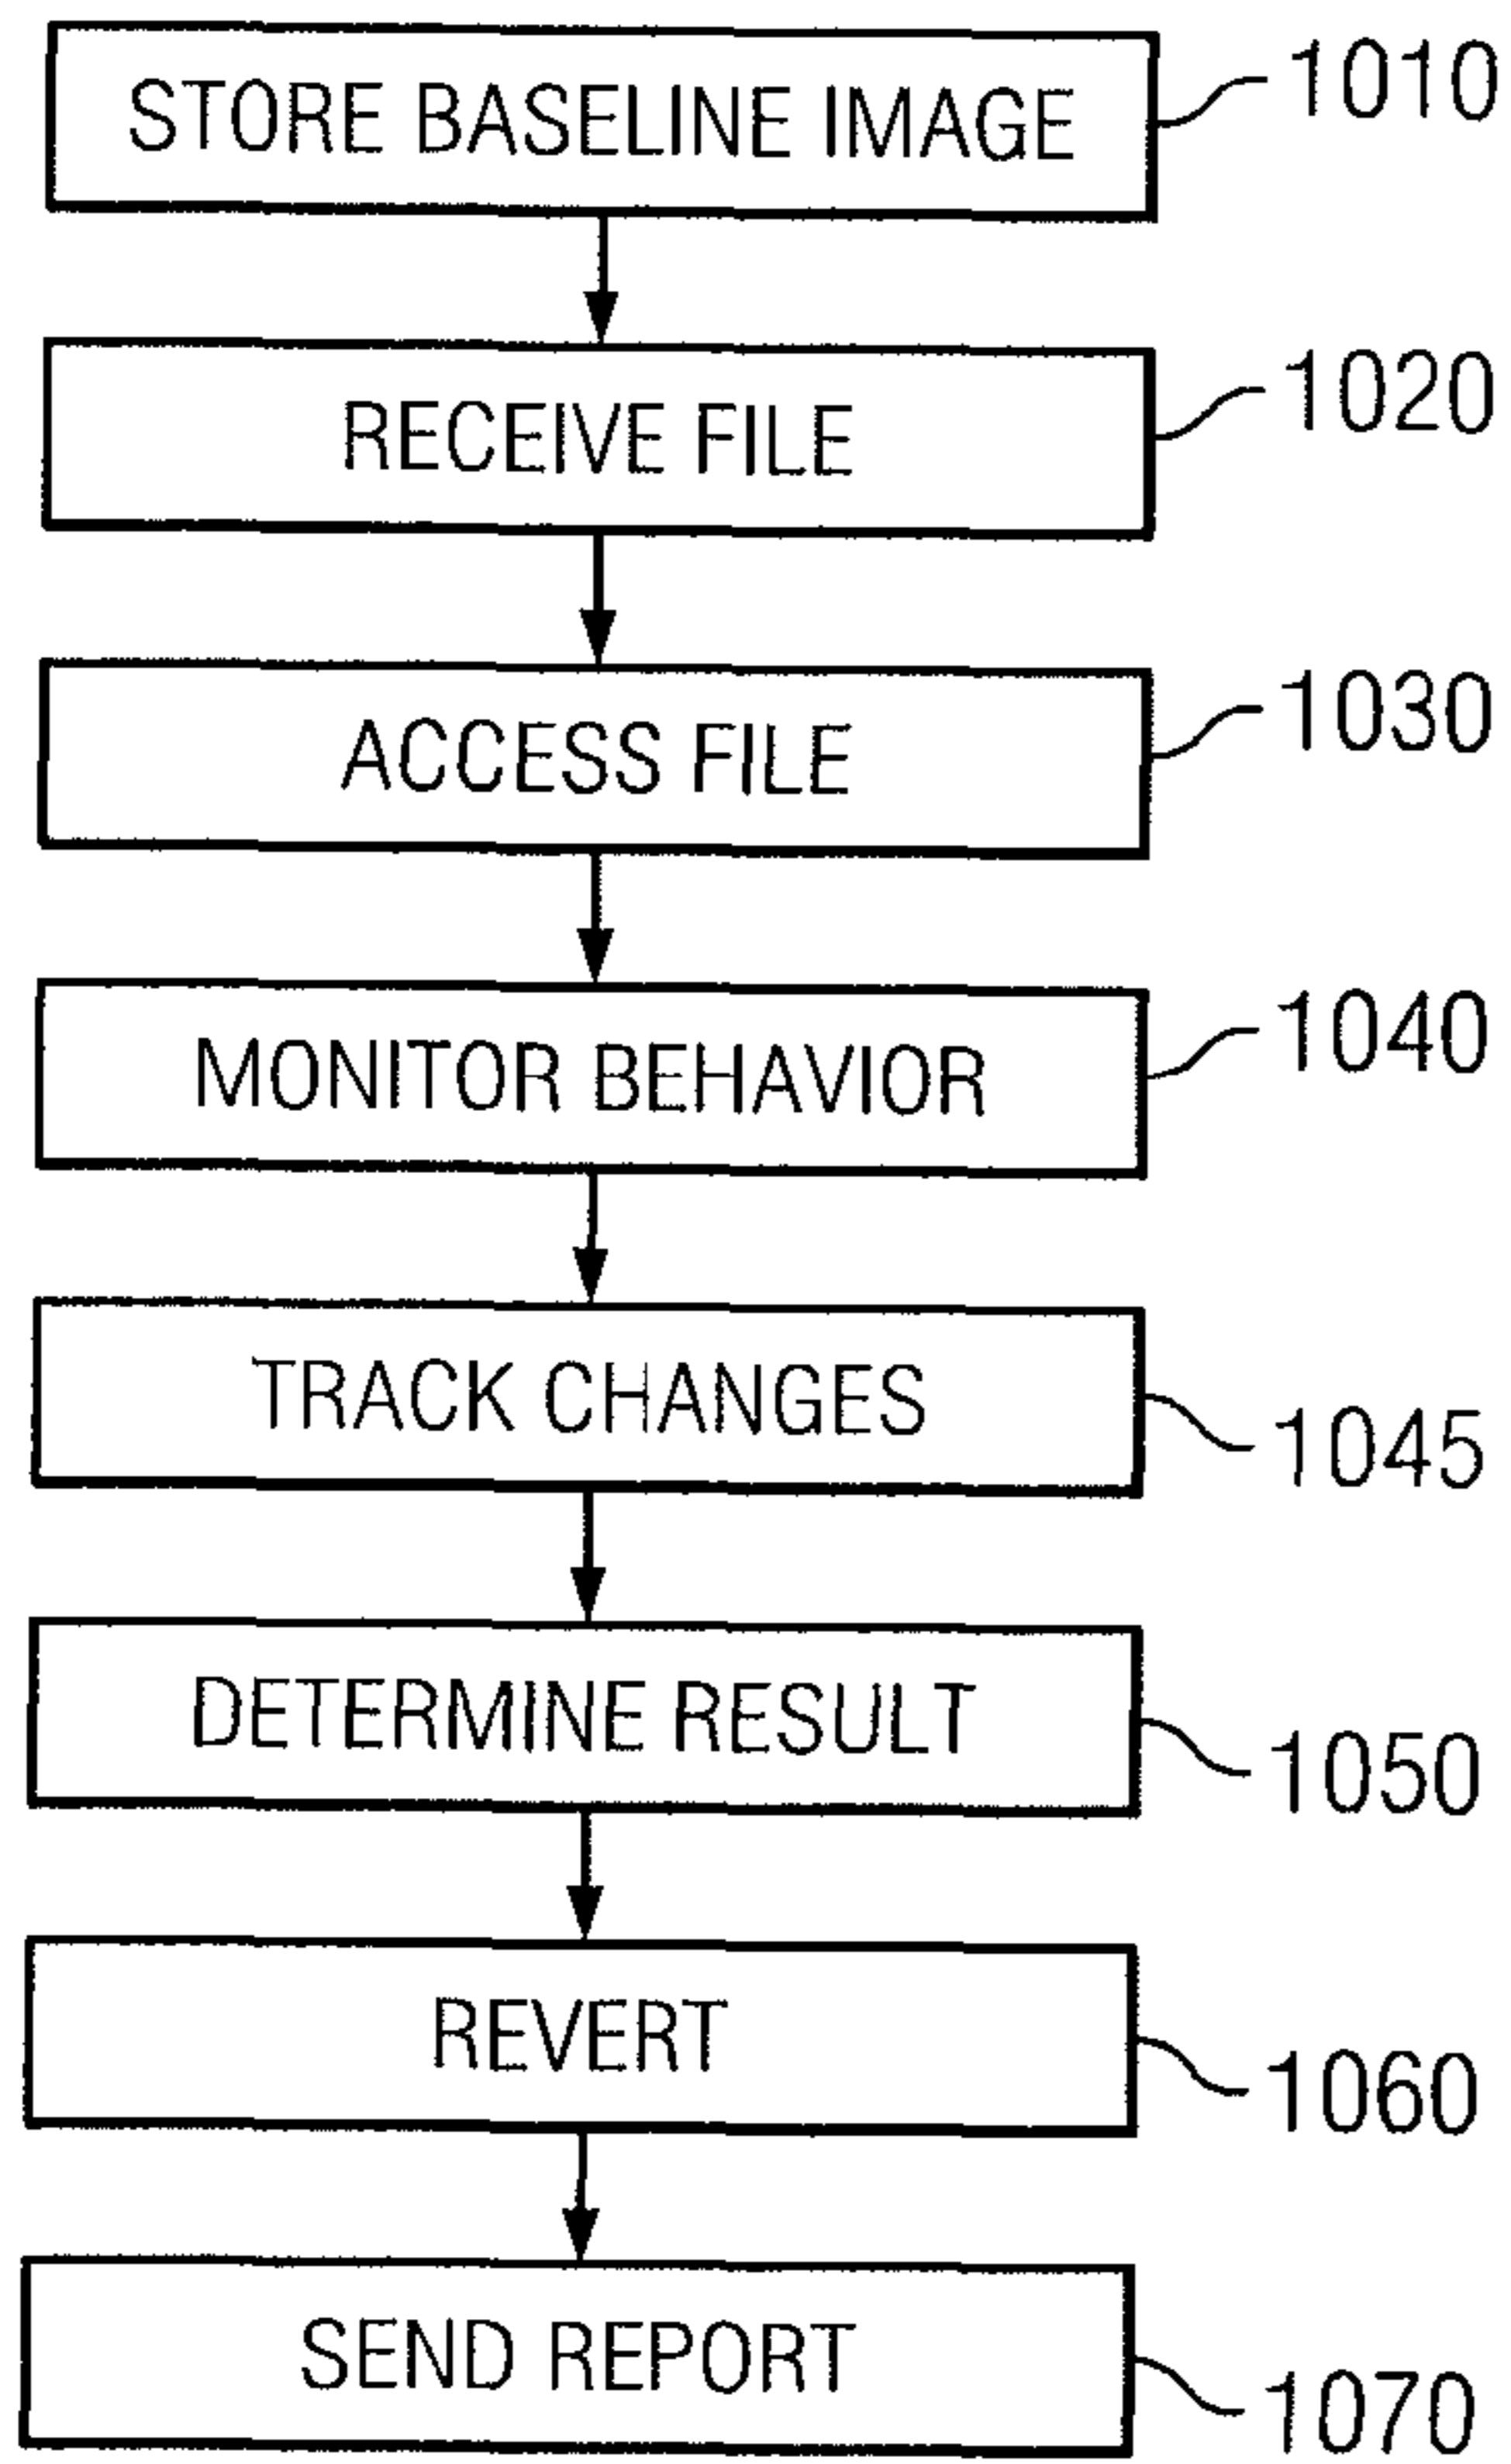 STORE BASELINE IMAGE
1010
RECEIVE FILE
1020
ACCESS FILE
1030
MONITOR BEHAVIOR
1040
TRACK CHANGES
1045
DETERMINE RESULT
1050
REVERT
1060
SEND REPORT
1070